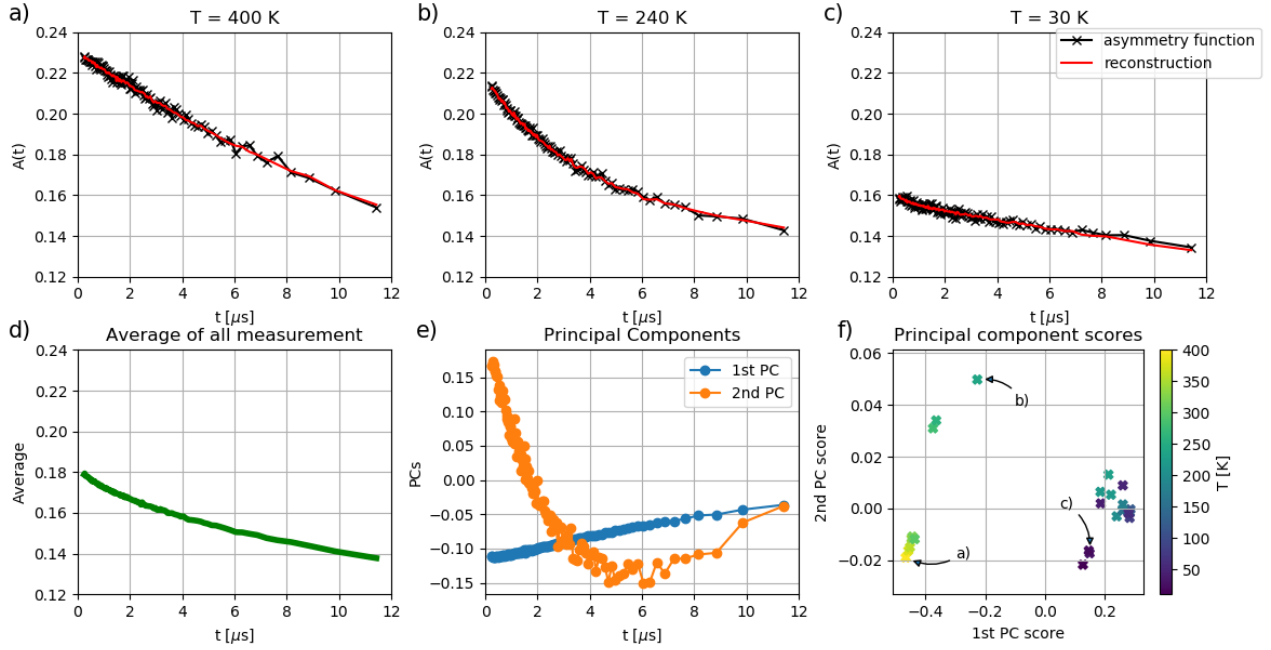 a) T = 400 K
b) T = 240 K
c) T = 30 K
asymmetry function
reconstruction
A(t)
0.24
0.22
0.20
0.18
0.16
0.14
0.12
0 2 4 6 8 10 12
t [μs]
A(t)
0.24
0.22
0.20
0.18
0.16
0.14
0.12
0 2 4 6 8 10 12
t [μs]
A(t)
0.24
0.22
0.20
0.18
0.16
0.14
0.12
0 2 4 6 8 10 12
t [μs]
d) Average of all measurement
Average
0.24
0.22
0.20
0.18
0.16
0.14
0.12
0 2 4 6 8 10 12
t [μs]
e) Principal Components
1st PC
2nd PC
PCs
0.15
0.10
0.05
0.00
−0.05
−0.10
−0.15
0 2 4 6 8 10 12
t [μs]
f) Principal component scores
2nd PC score
0.06
0.04
0.02
0.00
−0.02
b)
c)
a)
−0.4 −0.2 0.0 0.2
1st PC score
400
350
300
250
200
150
100
50
T [K]